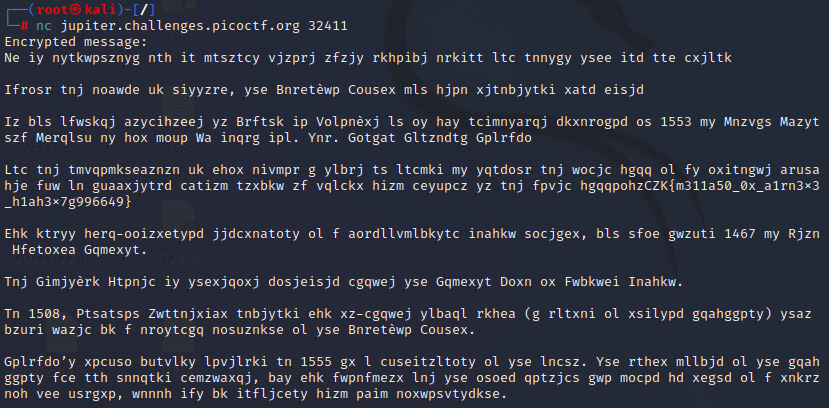 ┌──(root㉿kali)-[/]
└─# nc jupiter.challenges.picoctf.org 32411
Encrypted message:
Ne iy nytkwpsznyg nth it mtsztcy vjzprj zfzjy rkhpibj nrkitt ltc tnnygy ysee itd tte cxjltk

Ifrosr tnj noawde uk siyyzre, yse Bnretèwp Cousex mls hjpn xjtnbjytki xatd eisjd

Iz bls lfwskqj azycihzeej yz Brftsk ip Volpnèxj ls oy hay tcimnyarqj dkxnrogpd os 1553 my Mnzvgs Mazyt
szf Merqlsu ny hox moup Wa inqrg ipl. Ynr. Gotgat Gltzndtg Gplrfdo

Ltc tnj tmvqpmkseaznzn uk ehox nivmpr g ylbrj ts ltcmki my yqtdosr tnj wocjc hgqq ol fy oxitngwj arusa
hje fuw ln guaaxjytrd catizm tzxbkw zf vqlckx hizm ceyupcz yz tnj fpvjc hgqqpohzCZK{m311a50_0x_a1rn3x3
_h1ah3x7g996649}

Ehk ktryy herq-ooizxetypd jjdcxnatoty ol f aordllvmlbkytc inahkw socjgex, bls sfoe gwzuti 1467 my Rjzn
 Hfetoxea Gqmexyt.

Tnj Gimjyèrk Htpnjc iy ysexjqoxj dosjeisjd cgqwej yse Gqmexyt Doxn ox Fwbkwei Inahkw.

Tn 1508, Ptsatsps Zwttnjxiax tnbjytki ehk xz-cgqwej ylbaql rkhea (g rltxni ol xsilypd gqahggpty) ysaz
bzuri wazjc bk f nroytcgq nosuznkse ol yse Bnretèwp Cousex.

Gplrfdo’y xpcuso butvlky lpvjlrki tn 1555 gx l cuseitzltoty ol yse lncsz. Yse rthex mllbjd ol yse gqah
ggpty fce tth snnqtki cemzwaxqj, bay ehk fwpnfmezx lnj yse osoed qptzjcs gwp mocpd hd xegsd ol f xnkrz
noh vee usrgxp, wnnnh ify bk itfljcety hizm paim noxwpsvtydkse.